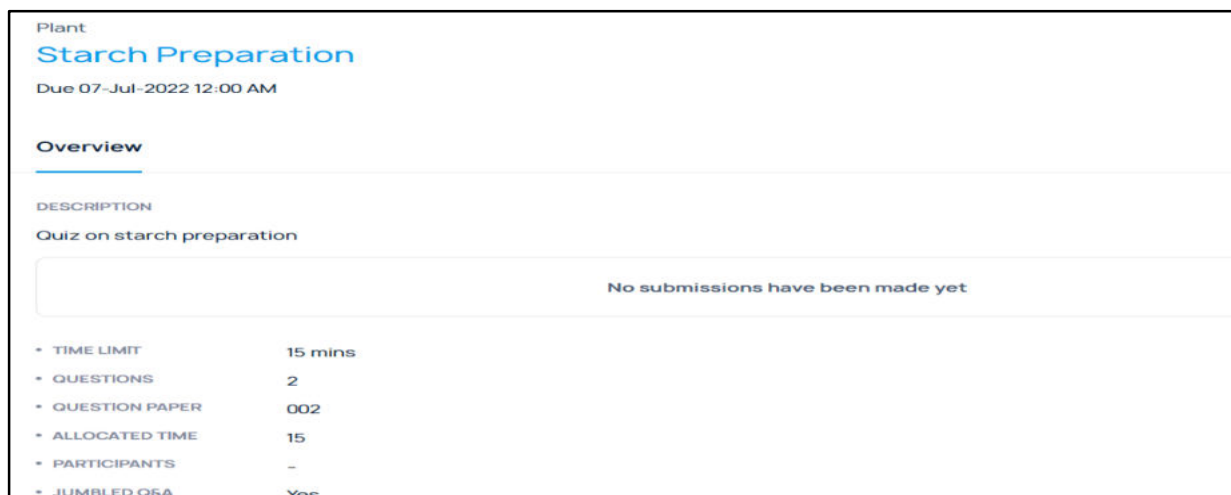 Plant
Starch Preparation
Due 07-Jul-2022 12:00 AM
Overview
DESCRIPTION
Quiz on starch preparation
No submissions have been made yet
• TIME LIMIT 15 mins
• QUESTIONS 2
• QUESTION PAPER 002
• ALLOCATED TIME 15
• PARTICIPANTS -
• JUMBLED Q&A Yes